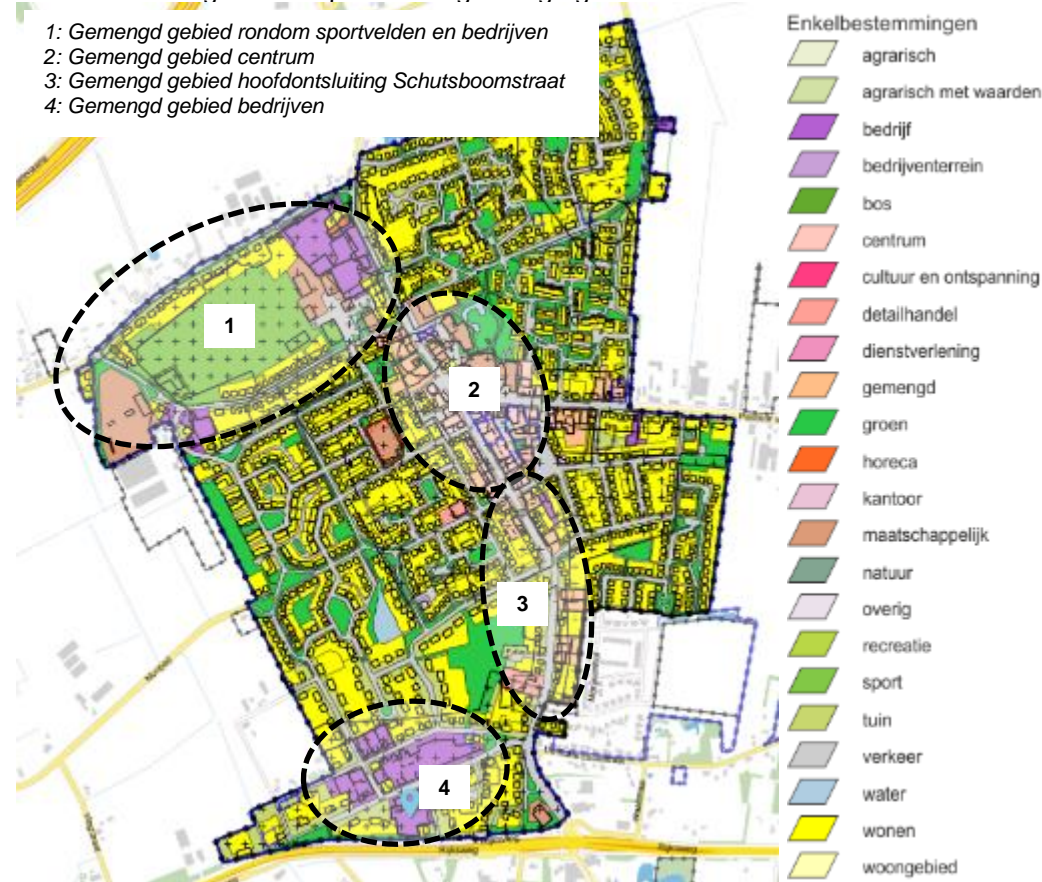 1: Gemengd gebied rondom sportvelden en bedrijven
2: Gemengd gebied centrum
3: Gemengd gebied hoofdontsluiting Schutsboomstraat
4: Gemengd gebied bedrijven
1
2
3
4
Enkelbestemmingen
agrarisch
agrarisch met waarden
bedrijf
bedrijventerrein
bos
centrum
cultuur en ontspanning
detailhandel
dienstverlening
gemengd
groen
horeca
kantoor
maatschappelijk
natuur
overig
recreatie
sport
tuin
verkeer
water
wonen
woongebied